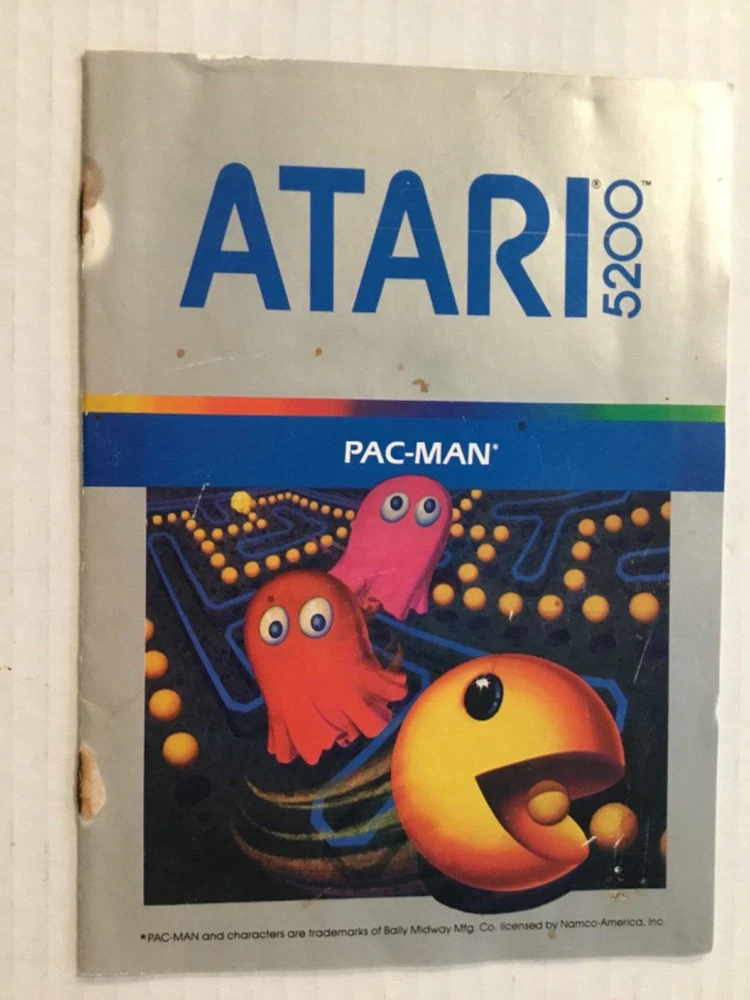 ATARI® 5200™
PAC-MAN*
*PAC-MAN and characters are trademarks of Bally Midway Mfg. Co. licensed by Namco-America, Inc.